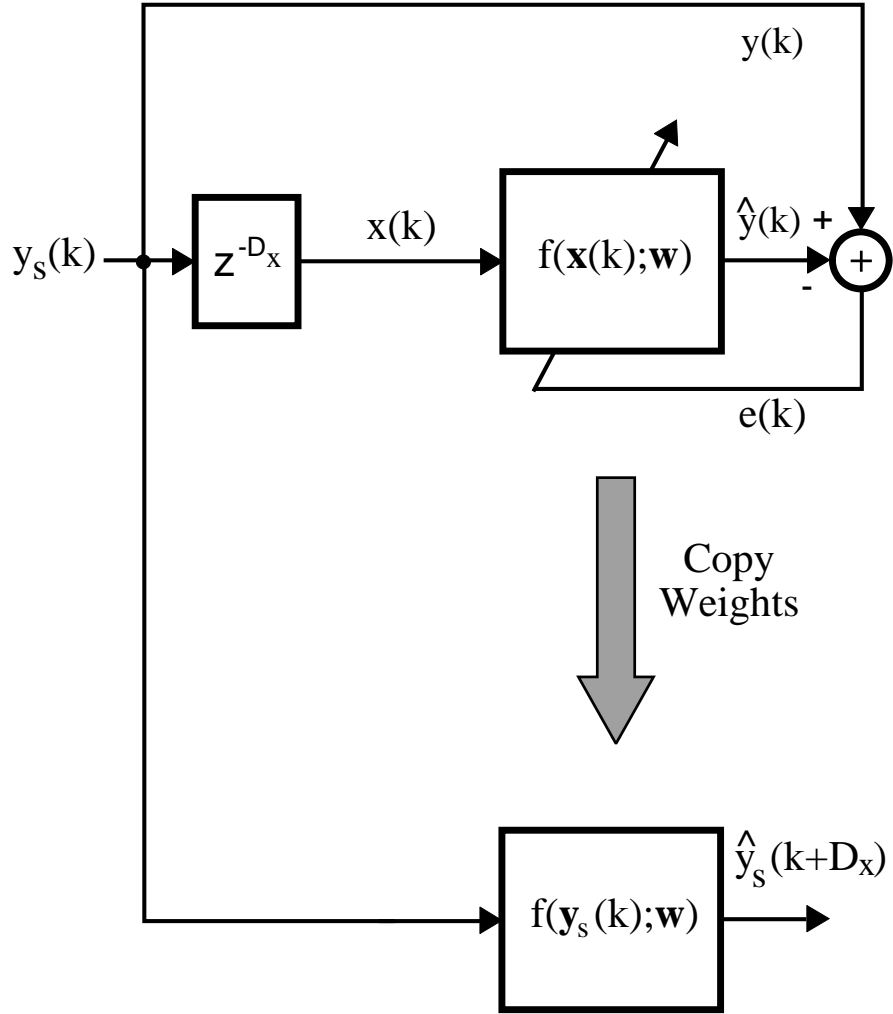 y(k)
x(k)
ŷ(k) +
y_s(k)
z^{-D_x}
f(𝐱(k);𝐰)
+
-
e(k)
Copy
Weights
ŷ_s(k+D_x)
f(𝐲_s(k);𝐰)